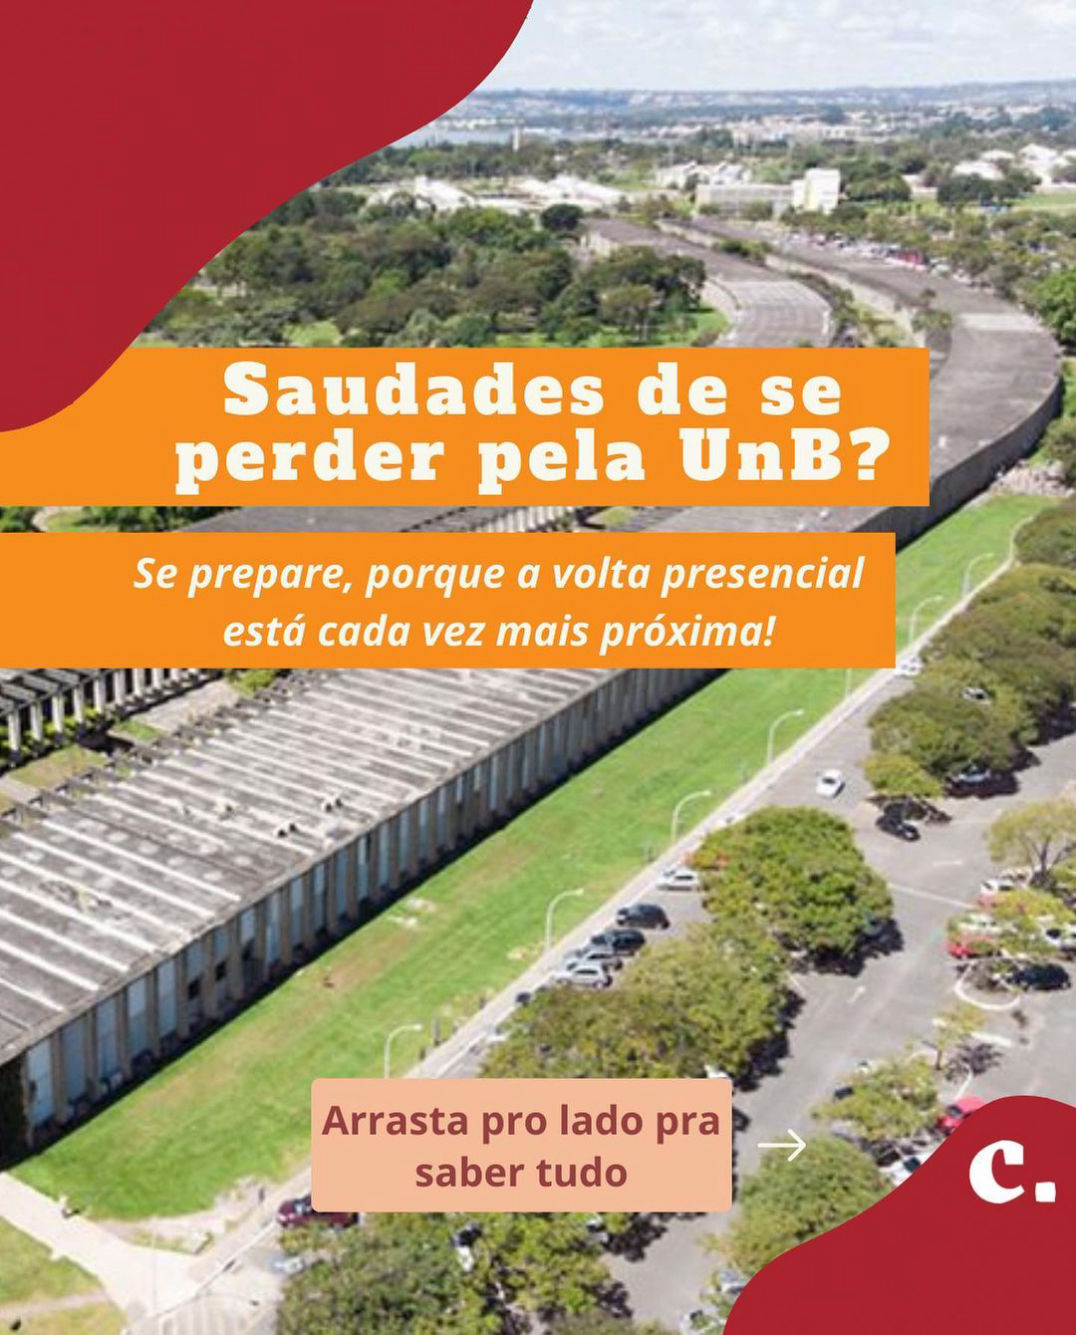 Saudades de se
perder pela UnB?
Se prepare, porque a volta presencial
está cada vez mais próxima!
Arrasta pro lado pra
saber tudo
c.